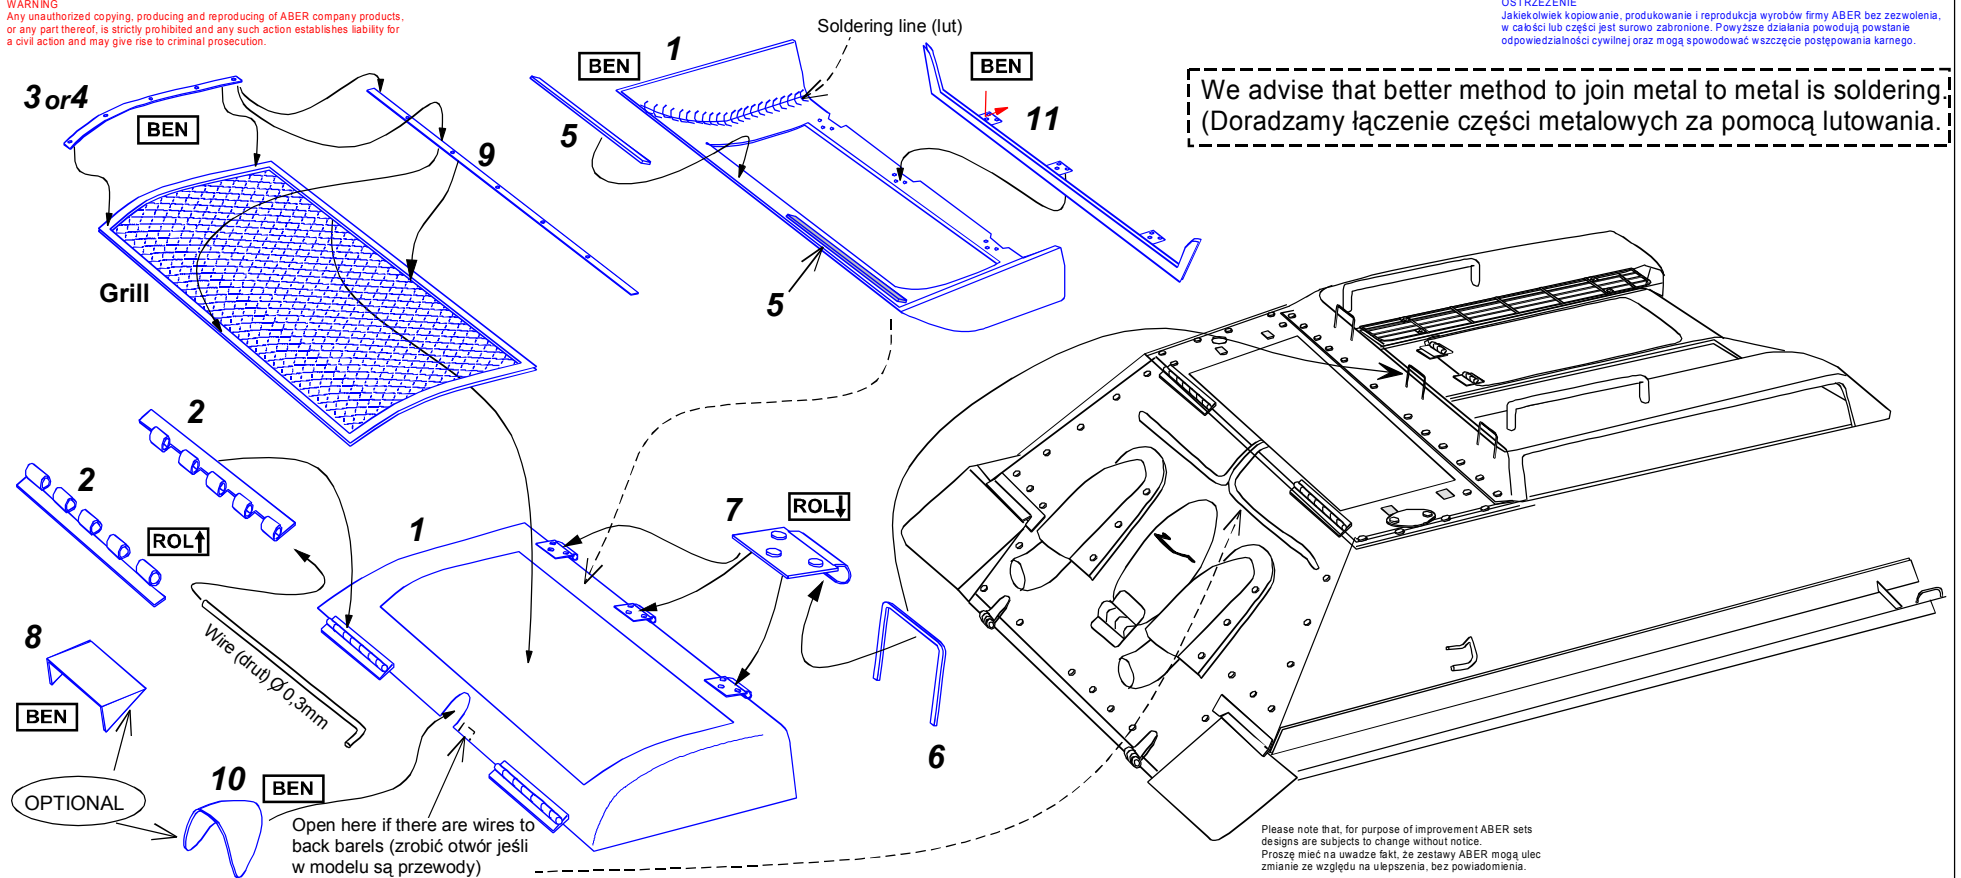 WARNING
Any unauthorized copying, producing and reproducing of ABER company products,
or any part thereof, is strictly prohibited and any such action establishes liability for
a civil action and may give rise to criminal prosecution.
OSTRZEŻENIE
Jakiekolwiek kopiowanie, produkowanie i reprodukcja wyrobów firmy ABER bez zezwolenia,
w całości lub części jest surowo zabronione. Powyższe działania powodują powstanie
odpowiedzialności cywilnej oraz mogą spowodować wszczęcie postępowania karnego.
Soldering line (lut)
We advise that better method to join metal to metal is soldering.
(Doradzamy łączenie części metalowych za pomocą lutowania.
3 or 4
BEN
9
BEN
1
5
BEN
11
5
Grill
2
2
ROL
1
7
ROL
8
BEN
Wire (drut) Ø 0,3mm
6
OPTIONAL
10
BEN
Open here if there are wires to
back barels (zrobić otwór jeśli
w modelu są przewody)
Please note that, for purpose of improvement ABER sets
designs are subjects to change without notice.
Proszę mieć na uwadze fakt, że zestawy ABER mogą ulec
zmianie ze względu na ulepszenia, bez powiadomienia.